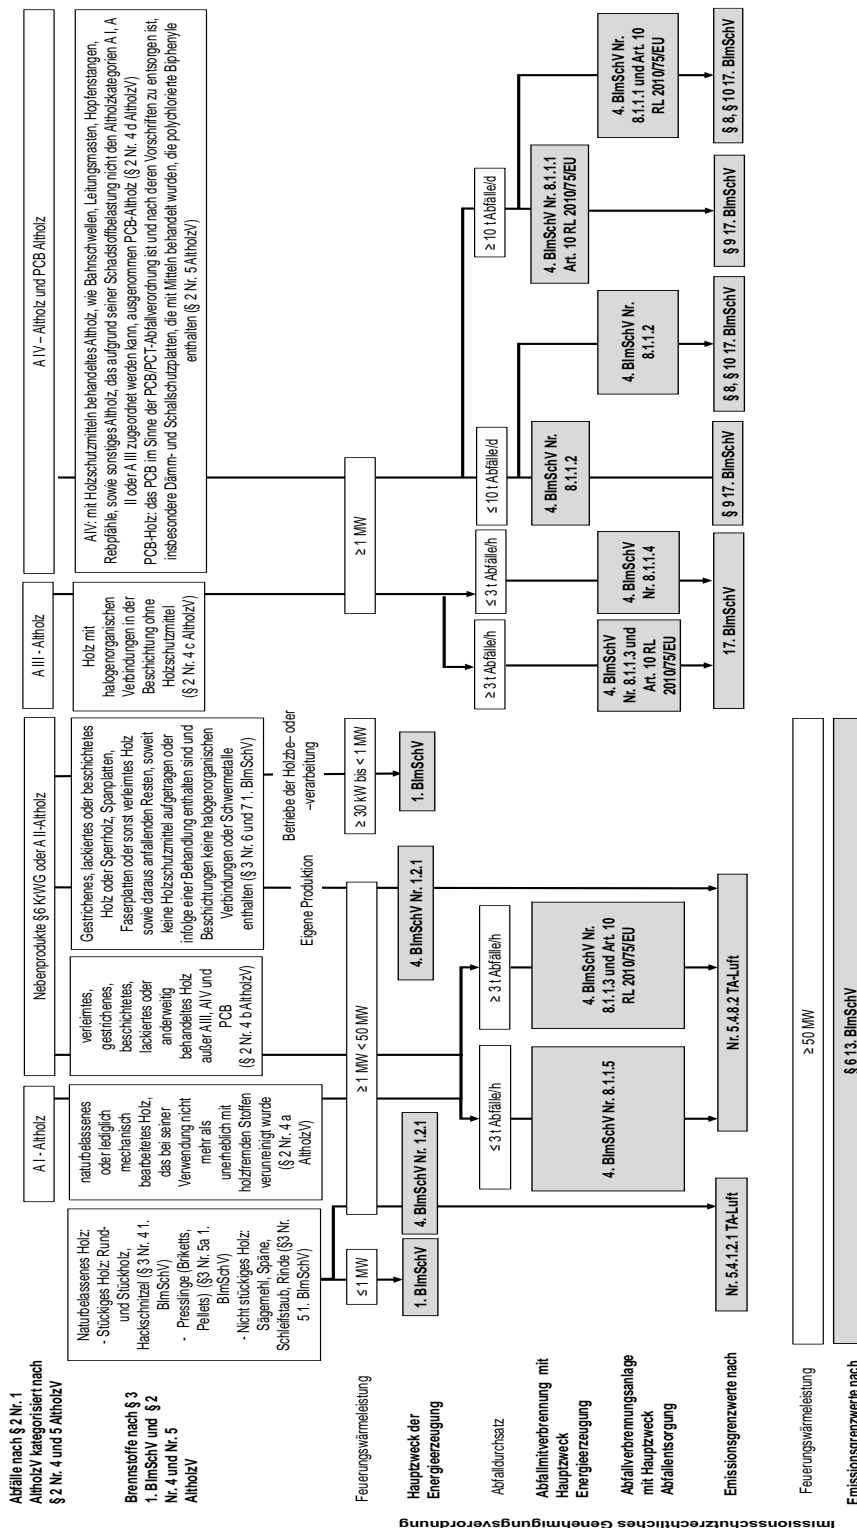 Abfälle nach § 2 Nr. 1
AltholzV kategorisiert nach
§ 2 Nr. 4 und 5 AltholzV
A I - Altholz
Nebenprodukte §6 KrWG oder A II-Altholz
A III - Altholz
A IV – Altholz und PCB Altholz
Brennstoffe nach § 3
1. BImSchV und § 2
Nr. 4 und Nr. 5
AltholzV
Naturbelassenes Holz:
- Stückiges Holz: Rund-
und Stückholz,
Hackschnitzel (§ 3 Nr. 4 1.
BImSchV)
- Presslinge (Briketts,
Pellets) (§3 Nr. 5a 1.
BImSchV)
- Nicht stückiges Holz:
Sägemehl, Späne,
Schleifstaub, Rinde (§3 Nr.
5 1. BImSchV)
naturbelassenes
oder lediglich
mechanisch
bearbeitetes Holz,
das bei seiner
Verwendung nicht
mehr als
unerheblich mit
holzfremden Stoffen
verunreinigt wurde
(§ 2 Nr. 4 a
AltholzV)
verleimtes,
gestrichenes,
beschichtetes,
lackiertes oder
anderweitig
behandeltes Holz
außer AIII, AIV und
PCB
(§ 2 Nr. 4 b AltholzV)
Gestrichenes, lackiertes oder beschichtetes
Holz oder Sperrholz, Spanplatten,
Faserplatten oder sonst verleimtes Holz
sowie daraus anfallenden Resten, soweit
keine Holzschutzmittel aufgetragen oder
infolge einer Behandlung enthalten sind und
Beschichtungen keine halogenorganischen
Verbindungen oder Schwermetalle
enthalten (§ 3 Nr. 6 und 7 1. BImSchV)
Holz mit
halogenorganischen
Verbindungen in der
Beschichtung ohne
Holzschutzmittel
(§ 2 Nr. 4 c AltholzV)
AIV: mit Holzschutzmitteln behandeltes Altholz, wie Bahnschwellen, Leitungsmasten, Hopfenstangen,
Rebpfähle, sowie sonstiges Altholz, das aufgrund seiner Schadstoffbelastung nicht den Altholzkategorien A I, A
II oder A III zugeordnet werden kann, ausgenommen PCB-Altholz (§ 2 Nr. 4 d AltholzV)
PCB-Holz: das PCB im Sinne der PCB/PCT-Abfallverordnung ist und nach deren Vorschriften zu entsorgen ist,
insbesondere Dämm- und Schallschutzplatten, die mit Mitteln behandelt wurden, die polychlorierte Biphenyle
enthalten (§ 2 Nr. 5 AltholzV)
Eigene Produktion
Betriebe der Holzbe– oder
–verarbeitung
Feuerungswärmeleistung
≤ 1 MW
≥ 1 MW < 50 MW
≥ 30 kW bis < 1 MW
≥ 1 MW
Hauptzweck der
Energieerzeugung
1. BImSchV
4. BImSchV Nr. 1.2.1
4. BImSchV Nr. 1.2.1
1. BImSchV
Abfalldurchsatz
≤ 3 t Abfälle/h
≥ 3 t Abfälle/h
≥ 3 t Abfälle/h
≤ 3 t Abfälle/h
≤ 10 t Abfälle/d
≥ 10 t Abfälle/d
Abfallmitverbrennung mit
Hauptzweck
Energieerzeugung
4. BImSchV Nr.
8.1.1.2
4. BImSchV Nr. 8.1.1.1
Art. 10 RL 2010/75/EU
Abfallverbrennungsanlage
mit Hauptzweck
Abfallentsorgung
4. BImSchV Nr. 8.1.1.5
4. BImSchV Nr.
8.1.1.3 und Art. 10
RL 2010/75/EU
4. BImSchV
Nr. 8.1.1.3 und
Art. 10 RL
2010/75/EU
4. BImSchV
Nr. 8.1.1.4
4. BImSchV Nr.
8.1.1.2
4. BImSchV Nr.
8.1.1.1 und Art. 10
RL 2010/75/EU
Emissionsgrenzwerte nach
Nr. 5.4.1.2.1 TA-Luft
Nr. 5.4.8.2 TA-Luft
17. BImSchV
§ 9 17. BImSchV
§ 8, § 10 17. BImSchV
§ 9 17. BImSchV
§ 8, § 10 17. BImSchV
Feuerungswärmeleistung
≥ 50 MW
Emissionsgrenzwerte nach
§ 6 13. BImSchV
Imissionsschutzrechtliches Genehmigungsverordnung